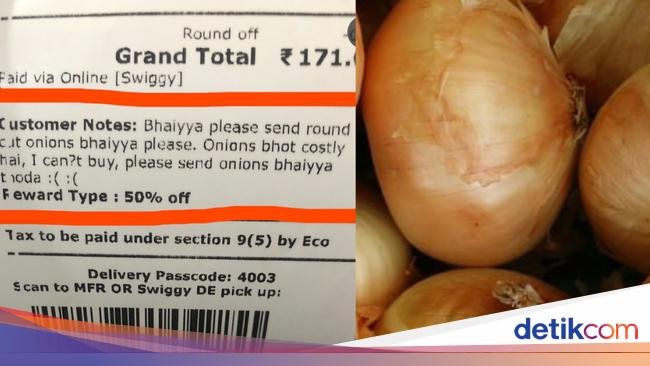 Round off
Grand Total ₹171.
Paid via Online [Swiggy]
Customer Notes: Bhaiyya please send round
cut onions bhaiyya please. Onions bhot costly
hai, I can?t buy, please send onions bhaiyya
thoda :( :(
Reward Type : 50% off
Tax to be paid under section 9(5) by Eco
Delivery Passcode: 4003
Scan to MFR OR Swiggy DE pick up:
detikcom